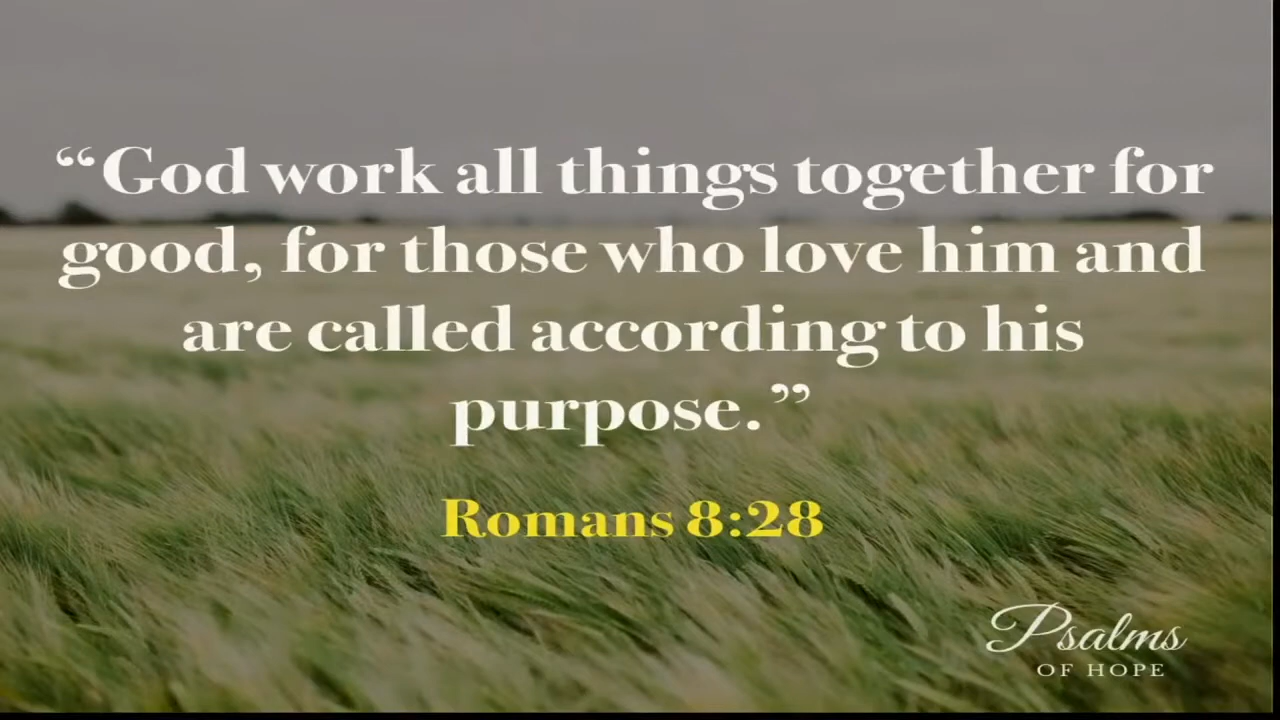 “God work all things together for
good, for those who love him and
are called according to his
purpose.”
Romans 8:28
Psalms
OF HOPE